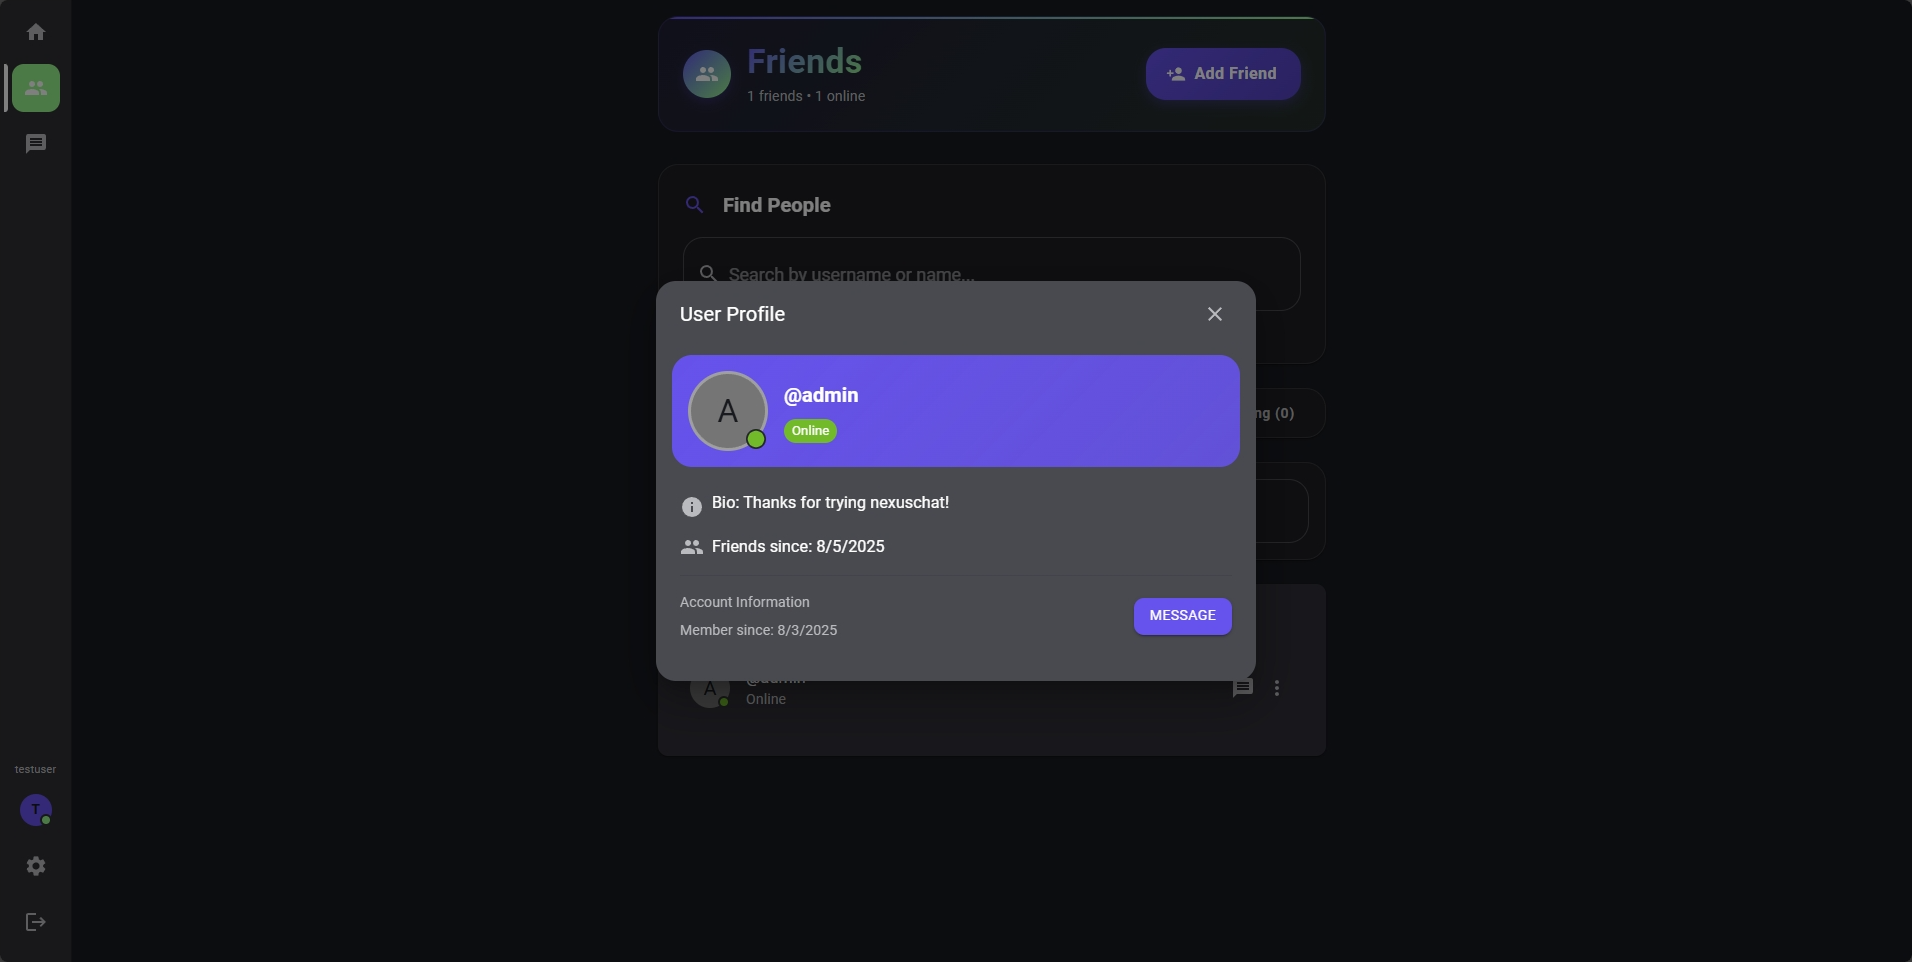 Friends
1 friends • 1 online
Add Friend
Find People
Search by username or name...
User Profile
A
@admin
Online
Bio: Thanks for trying nexuschat!
Friends since: 8/5/2025
Account Information
Member since: 8/3/2025
MESSAGE
(0)
A
@admin
Online
testuser
T